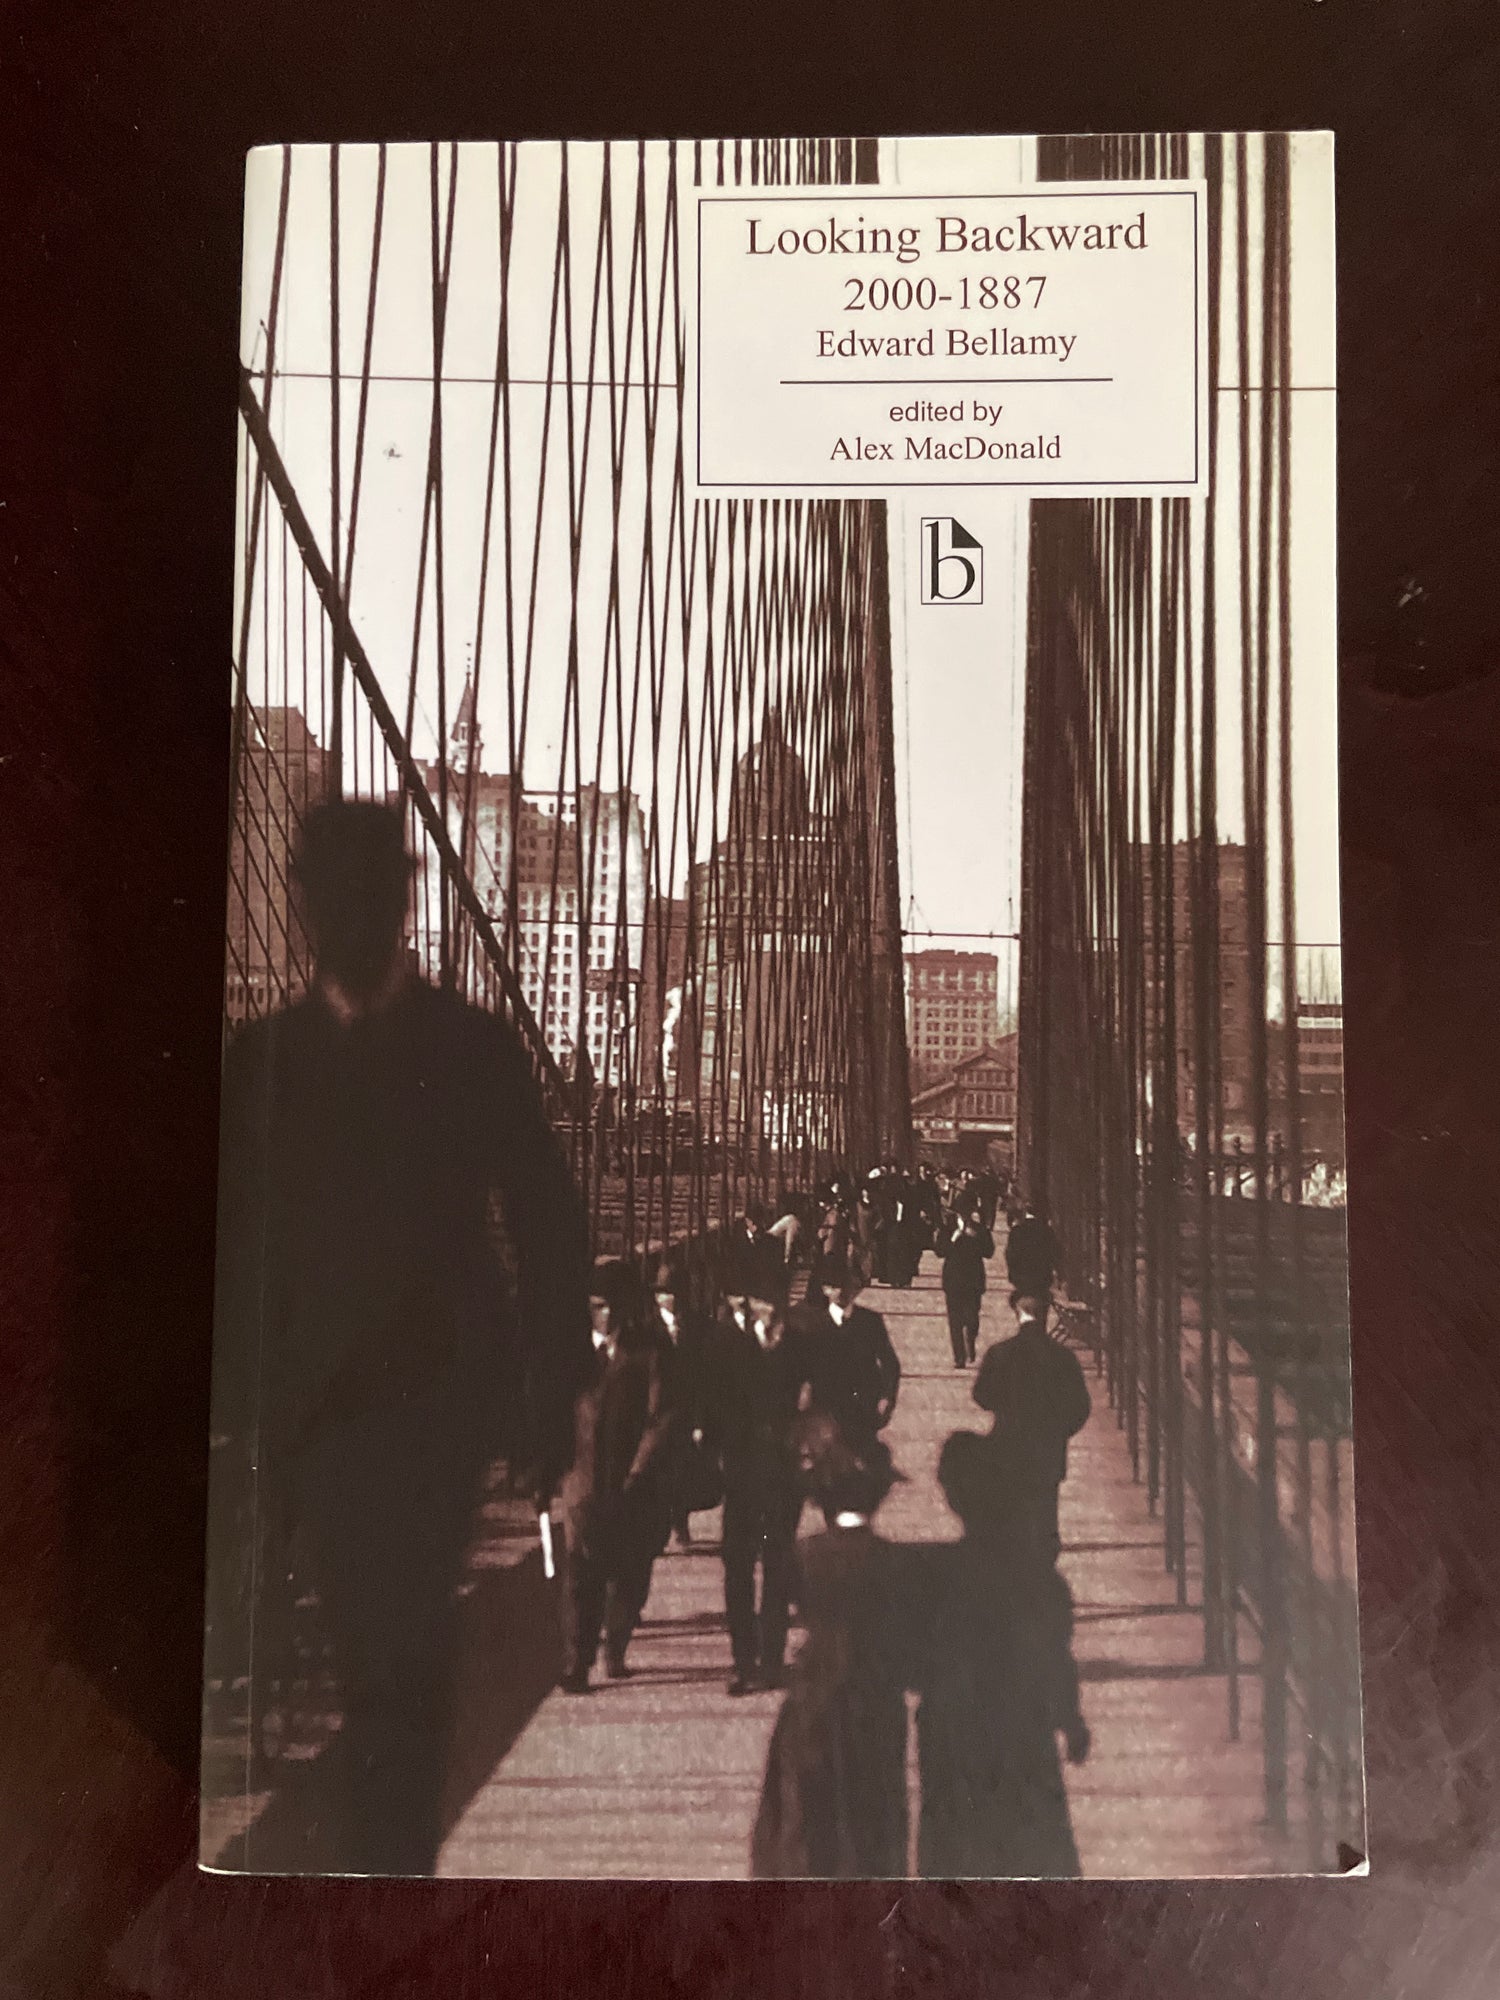 Looking Backward
2000-1887
Edward Bellamy
edited by
Alex MacDonald
b